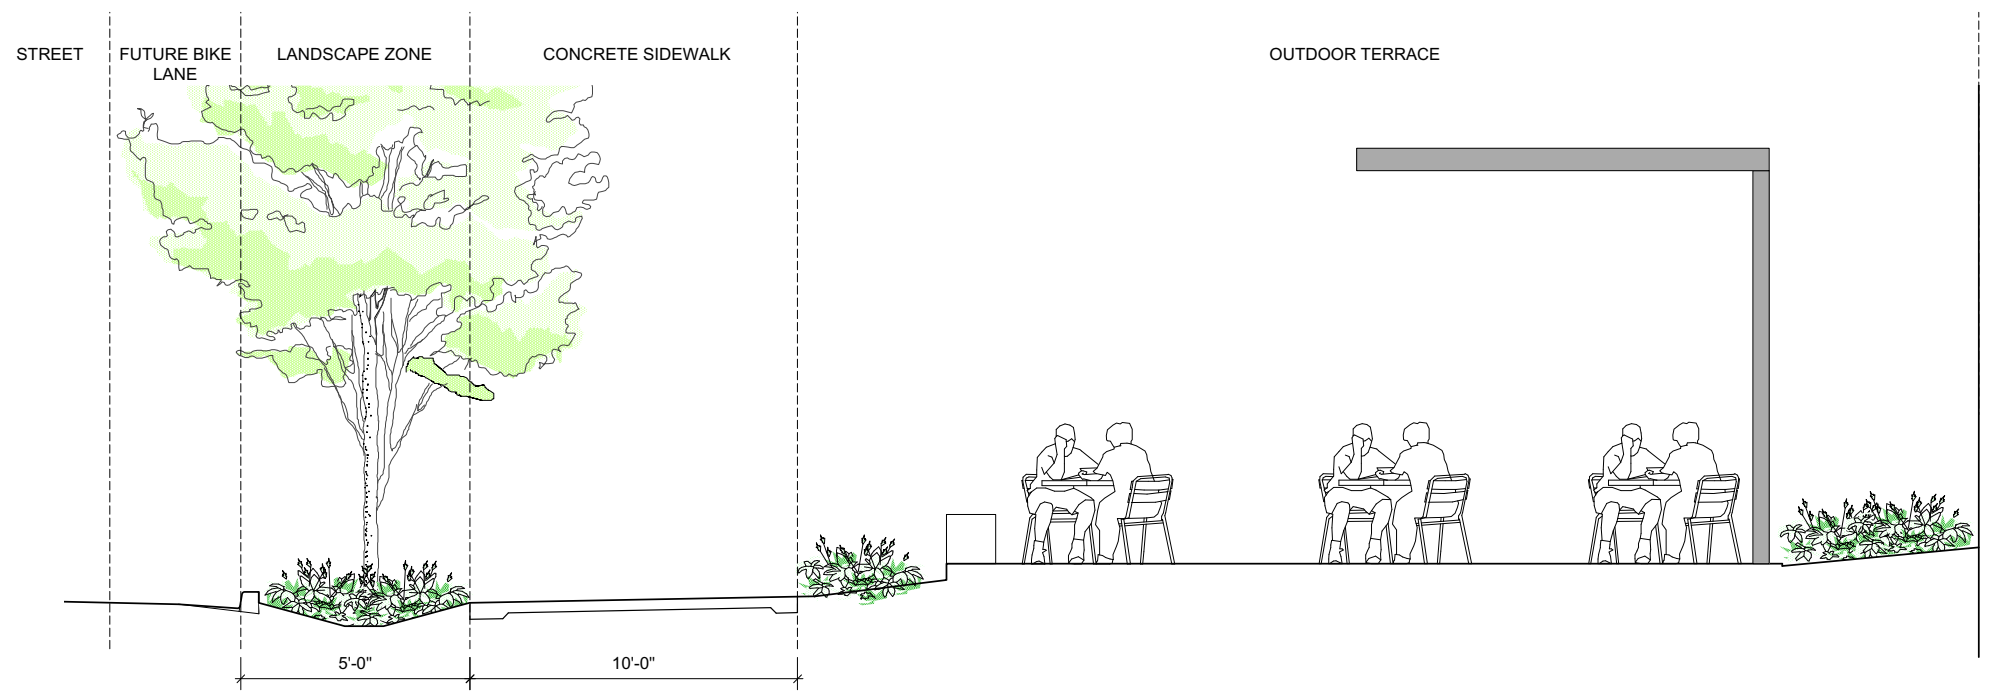 STREET
FUTURE BIKE
LANE
LANDSCAPE ZONE
CONCRETE SIDEWALK
OUTDOOR TERRACE
5'-0"
10'-0"